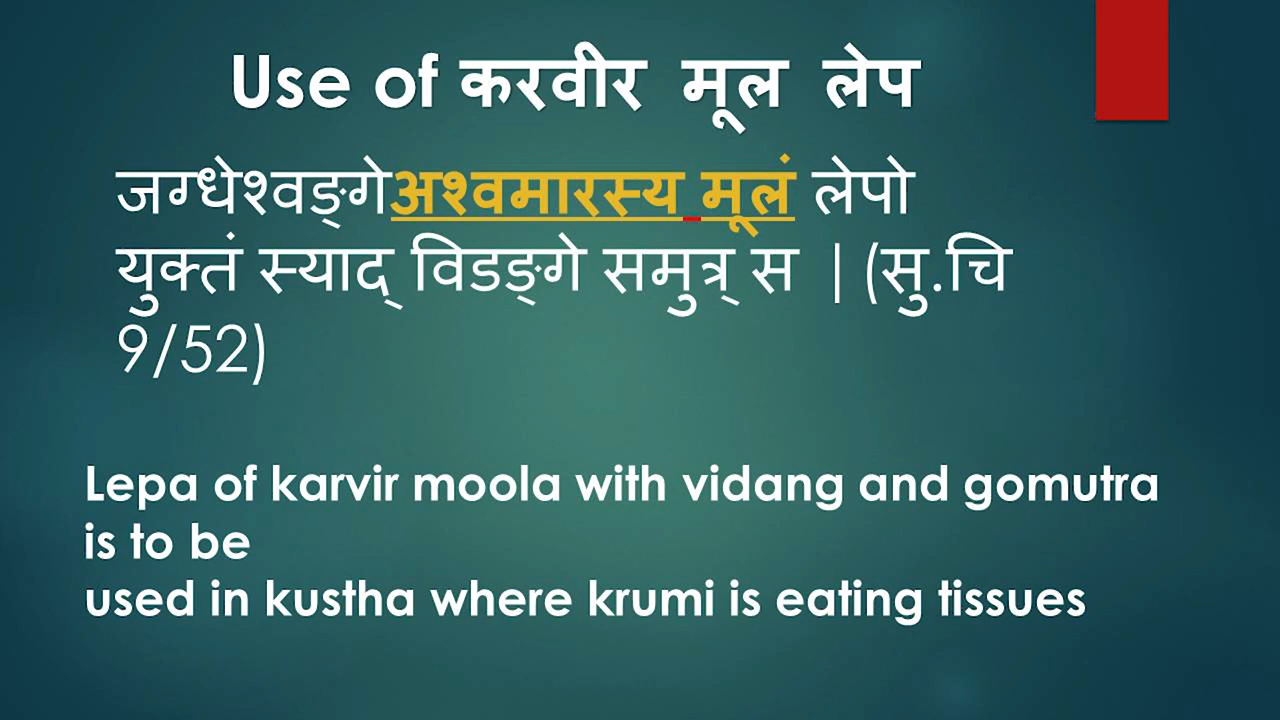 Use of करवीर मूल लेप
जग्धेश्वङ्गेअश्वमारस्य मूलं लेपो
युक्तं स्याद् विडङ्गे समुत्र् स | (सु.चि
9/52)
Lepa of karvir moola with vidang and gomutra
is to be
used in kustha where krumi is eating tissues